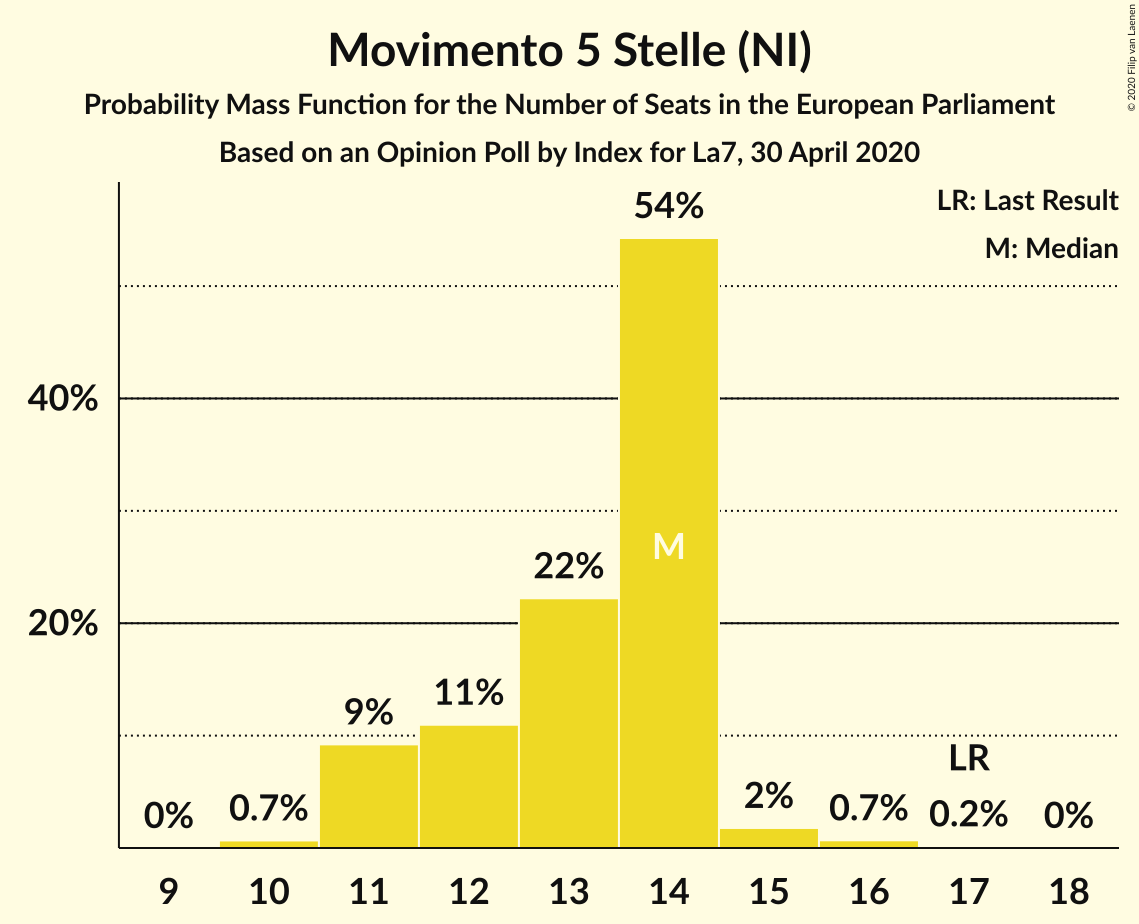 Movimento 5 Stelle (NI)
Probability Mass Function for the Number of Seats in the European Parliament
Based on an Opinion Poll by Index for La7, 30 April 2020
© 2020 Filip van Laenen
LR: Last Result
M: Median
54%
40%
22%
M
20%
11%
9%
LR
2%
0% 0.7% 0.7% 0.2% 0%
9 10 11 12 13 14 15 16 17 18